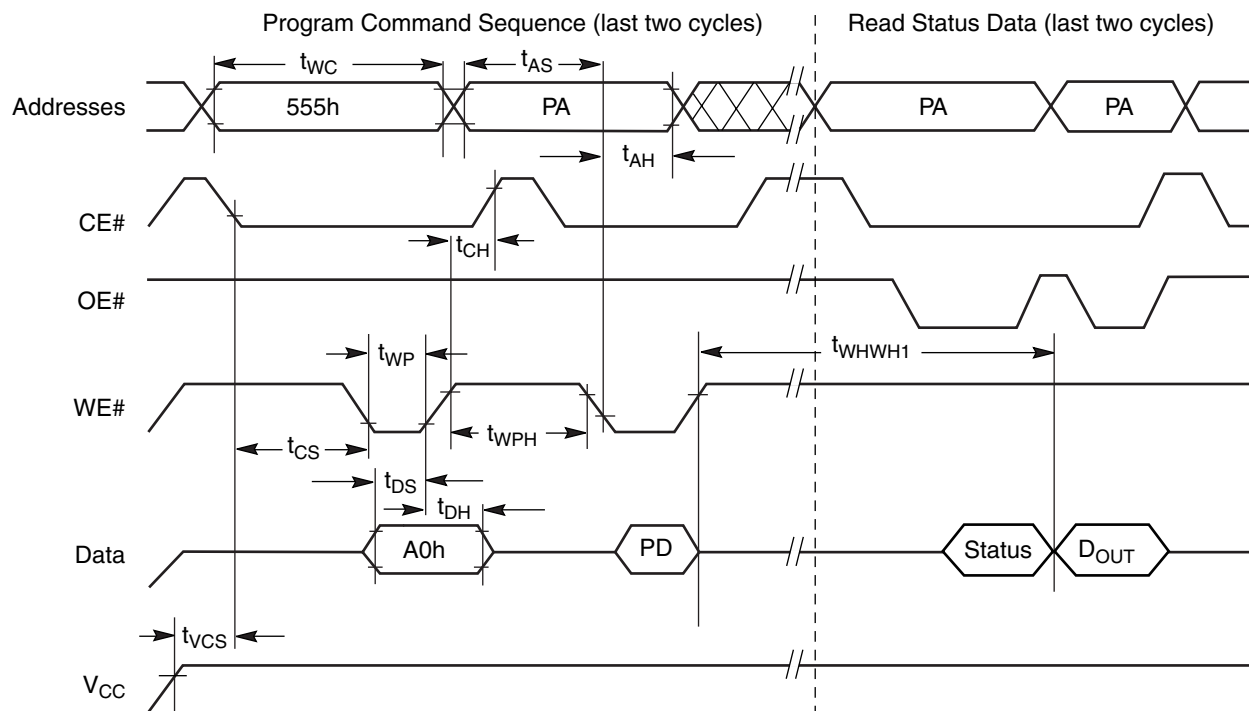 Program Command Sequence (last two cycles)
Read Status Data (last two cycles)
tWC
tAS
Addresses
555h
PA
PA
PA
tAH
CE#
tCH
OE#
tWP
tWHWH1
WE#
tCS
tWPH
tDS
tDH
Data
A0h
PD
Status
DOUT
tVCS
VCC